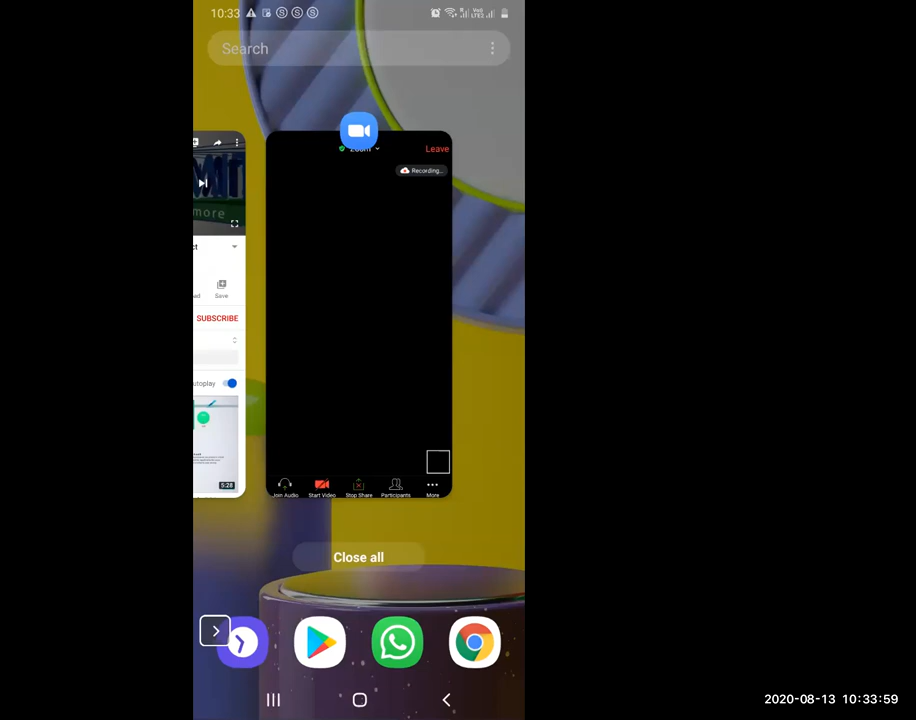 10:33
Search
Leave
Recording...
more
Save
SUBSCRIBE
utoplay
5:28
Join Audio Start Video Stop Share Participants More
Close all
2020-08-13 10:33:59